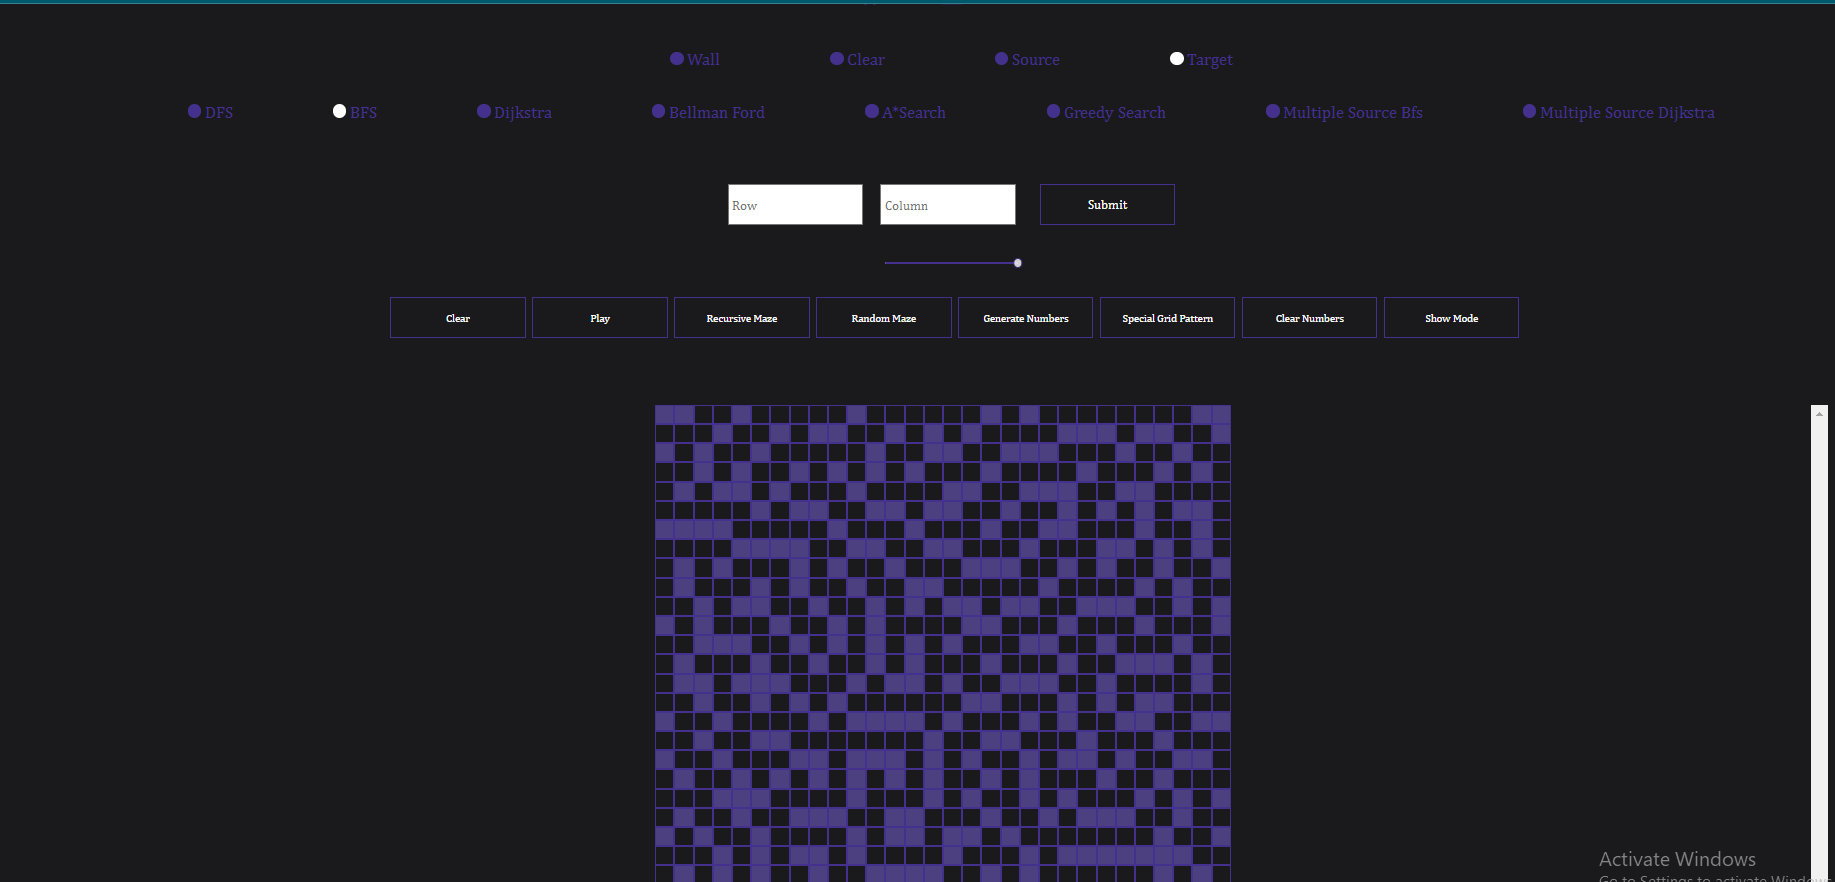 Wall Clear Source Target
DFS BFS Dijkstra Bellman Ford A*Search Greedy Search Multiple Source Bfs Multiple Source Dijkstra
Row Column Submit
Clear Play Recursive Maze Random Maze Generate Numbers Special Grid Pattern Clear Numbers Show Mode
Activate Windows
Go to Settings to activate Windows